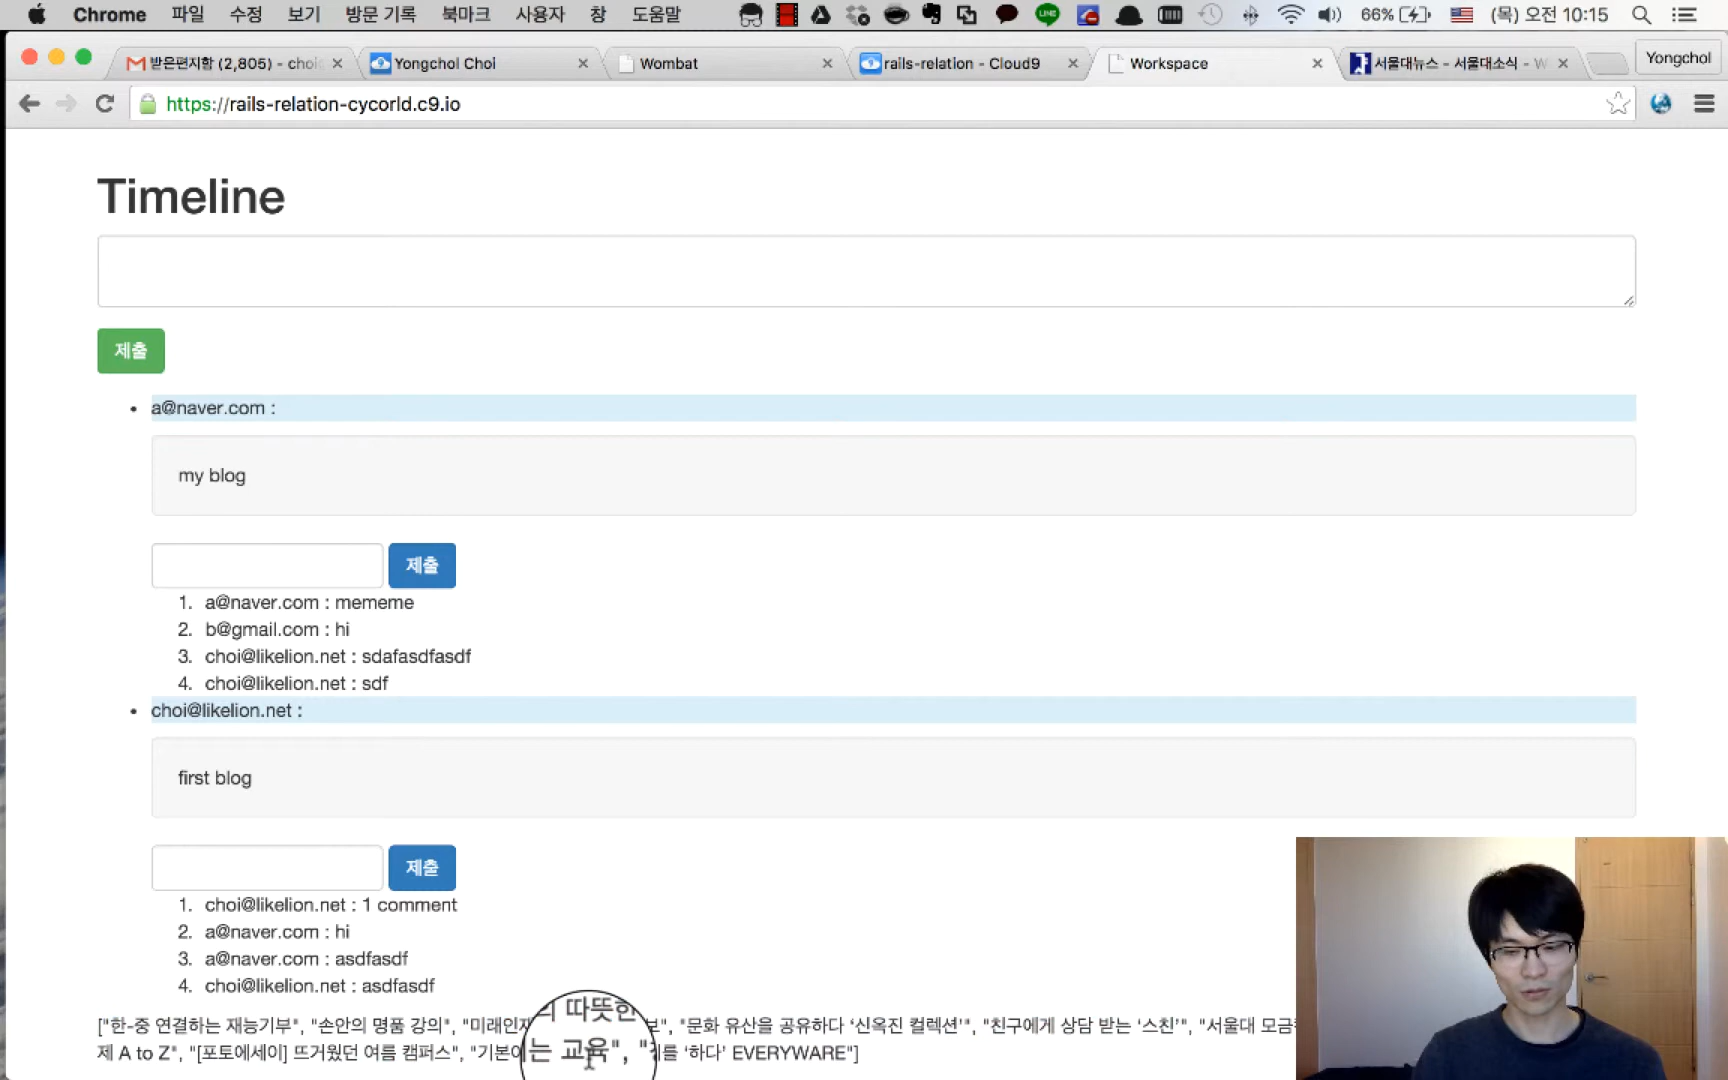 Chrome 파일 수정 보기 방문 기록 북마크 사용자 창 도움말 LINE 66% (목) 오전 10:15
받은편지함 (2,805) - choi Yongchol Choi Wombat rails-relation - Cloud9 Workspace 서울대뉴스 - 서울대소식 - W Yongchol
https://rails-relation-cycorld.c9.io
Timeline
제출
• a@naver.com :
my blog
제출
1. a@naver.com : mememe
2. b@gmail.com : hi
3. choi@likelion.net : sdafasdfasdf
4. choi@likelion.net : sdf
• choi@likelion.net :
first blog
제출
1. choi@likelion.net : 1 comment
2. a@naver.com : hi
3. a@naver.com : asdfasdf
4. choi@likelion.net : asdfasdf
["한-중 연결하는 재능기부", "손안의 명품 강의", "미래인재 따뜻한 보", "문화 유산을 공유하다 ‘신옥진 컬렉션’", "친구에게 상담 받는 ‘스친’", "서울대 모금
제 A to Z", "[포토에세이] 뜨거웠던 여름 캠퍼스", "기본이 는 교육", "를 ‘하다’ EVERYWARE"]